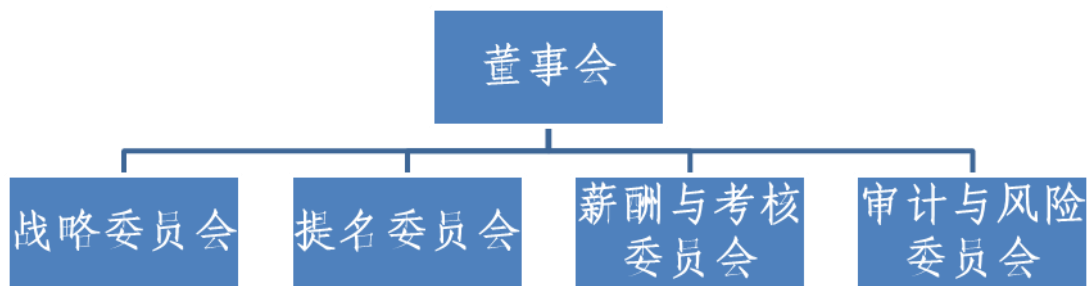 董事会
战略委员会
提名委员会
薪酬与考核
委员会
审计与风险
委员会